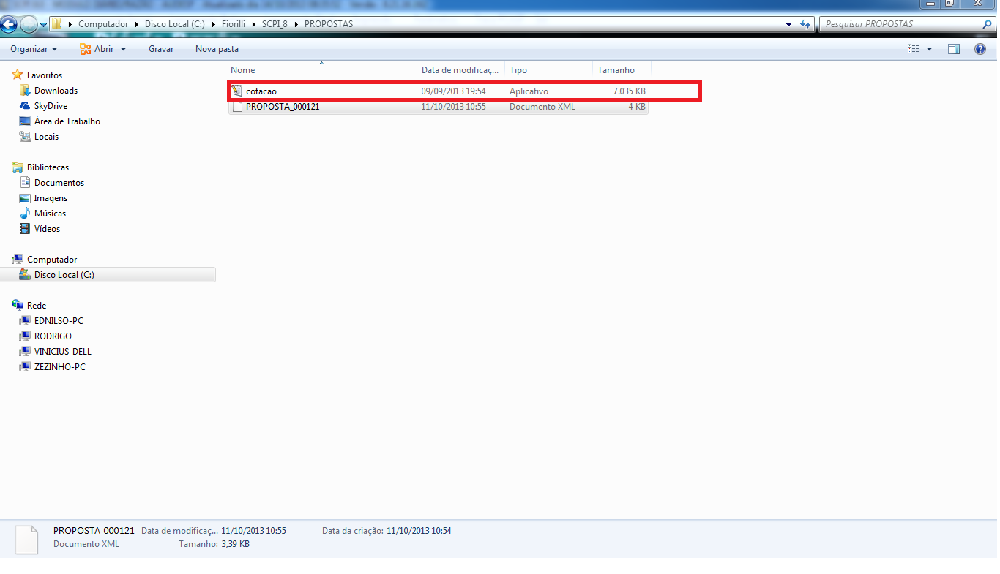 Computador Disco Local (C:) Fiorilli SCPI_8 PROPOSTAS Pesquisar PROPOSTAS
Organizar Abrir Gravar Nova pasta
Favoritos
Downloads
SkyDrive
Área de Trabalho
Locais
Bibliotecas
Documentos
Imagens
Músicas
Vídeos
Computador
Disco Local (C:)
Rede
EDNILSO-PC
RODRIGO
VINICIUS-DELL
ZEZINHO-PC
Nome Data de modificaç... Tipo Tamanho
cotacao 09/09/2013 19:54 Aplicativo 7.035 KB
PROPOSTA_000121 11/10/2013 10:55 Documento XML 4 KB
PROPOSTA_000121 Data de modificaç... 11/10/2013 10:55 Data da criação: 11/10/2013 10:54
Documento XML Tamanho: 3,39 KB